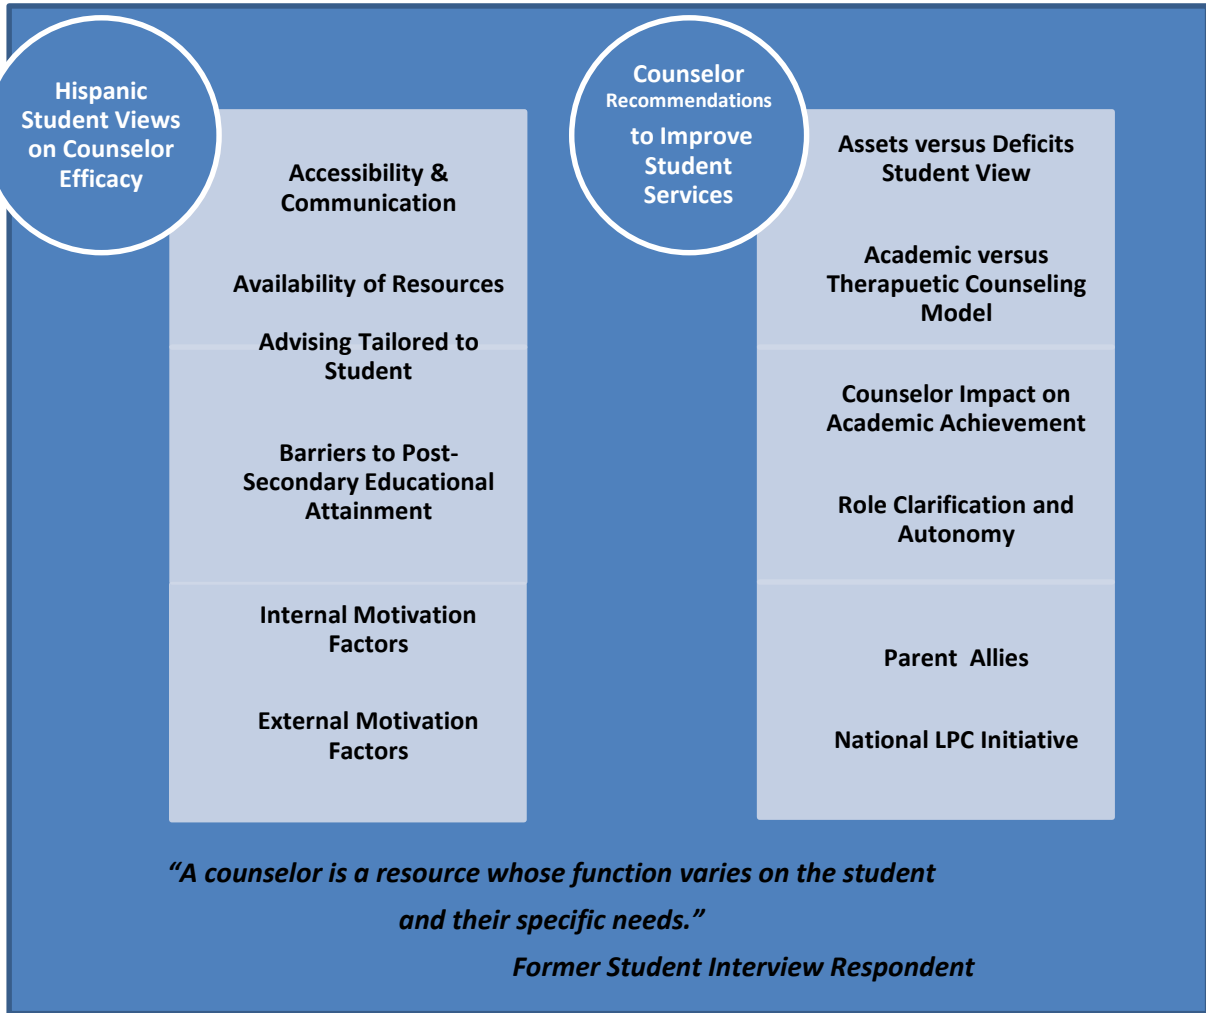 Hispanic
Student Views
on Counselor
Efficacy
Accessibility &
Communication
Availability of Resources
Advising Tailored to
Student
Barriers to Post-
Secondary Educational
Attainment
Internal Motivation
Factors
External Motivation
Factors
Counselor
Recommendations
to Improve
Student
Services
Assets versus Deficits
Student View
Academic versus
Therapuetic Counseling
Model
Counselor Impact on
Academic Achievement
Role Clarification and
Autonomy
Parent  Allies
National LPC Initiative
“A counselor is a resource whose function varies on the student
and their specific needs.”
Former Student Interview Respondent